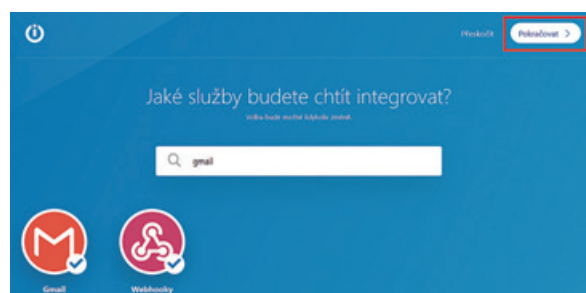 Přeskočit
Pokračovat
Jaké služby budete chtít integrovat?
Volbu bude možné kdykoliv změnit.
gmail
Gmail
Webhooky